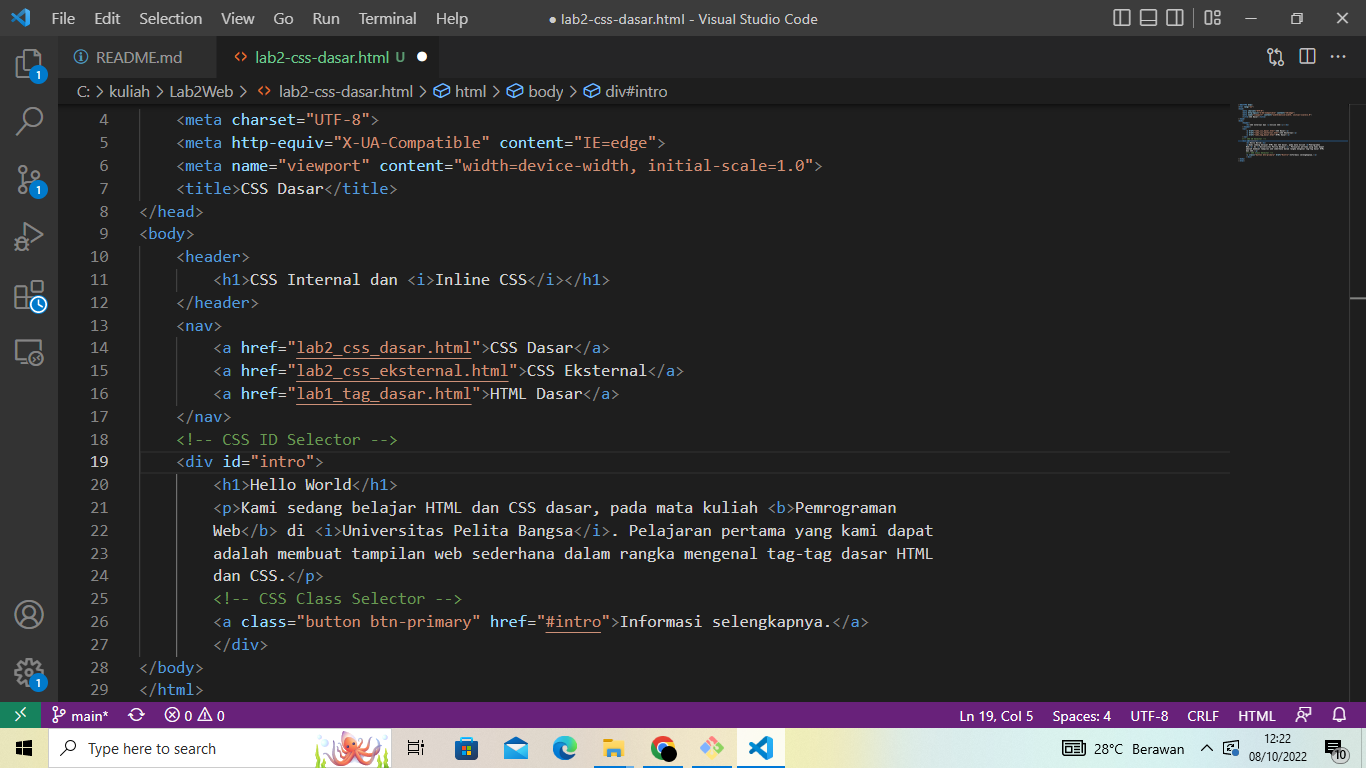 File Edit Selection View Go Run Terminal Help ● lab2-css-dasar.html - Visual Studio Code
README.md lab2-css-dasar.html U
C: > kuliah > Lab2Web > <> lab2-css-dasar.html > html > body > div#intro
4 <meta charset="UTF-8">
5 <meta http-equiv="X-UA-Compatible" content="IE=edge">
6 <meta name="viewport" content="width=device-width, initial-scale=1.0">
7 <title>CSS Dasar</title>
8 </head>
9 <body>
10 <header>
11 <h1>CSS Internal dan <i>Inline CSS</i></h1>
12 </header>
13 <nav>
14 <a href="lab2_css_dasar.html">CSS Dasar</a>
15 <a href="lab2_css_eksternal.html">CSS Eksternal</a>
16 <a href="lab1_tag_dasar.html">HTML Dasar</a>
17 </nav>
18 <!-- CSS ID Selector -->
19 <div id="intro">
20 <h1>Hello World</h1>
21 <p>Kami sedang belajar HTML dan CSS dasar, pada mata kuliah <b>Pemrograman
22 Web</b> di <i>Universitas Pelita Bangsa</i>. Pelajaran pertama yang kami dapat
23 adalah membuat tampilan web sederhana dalam rangka mengenal tag-tag dasar HTML
24 dan CSS.</p>
25 <!-- CSS Class Selector -->
26 <a class="button btn-primary" href="#intro">Informasi selengkapnya.</a>
27 </div>
28 </body>
29 </html>
1
1
1
main* 0 0 Ln 19, Col 5 Spaces: 4 UTF-8 CRLF HTML
Type here to search 28°C Berawan 12:22
08/10/2022 10